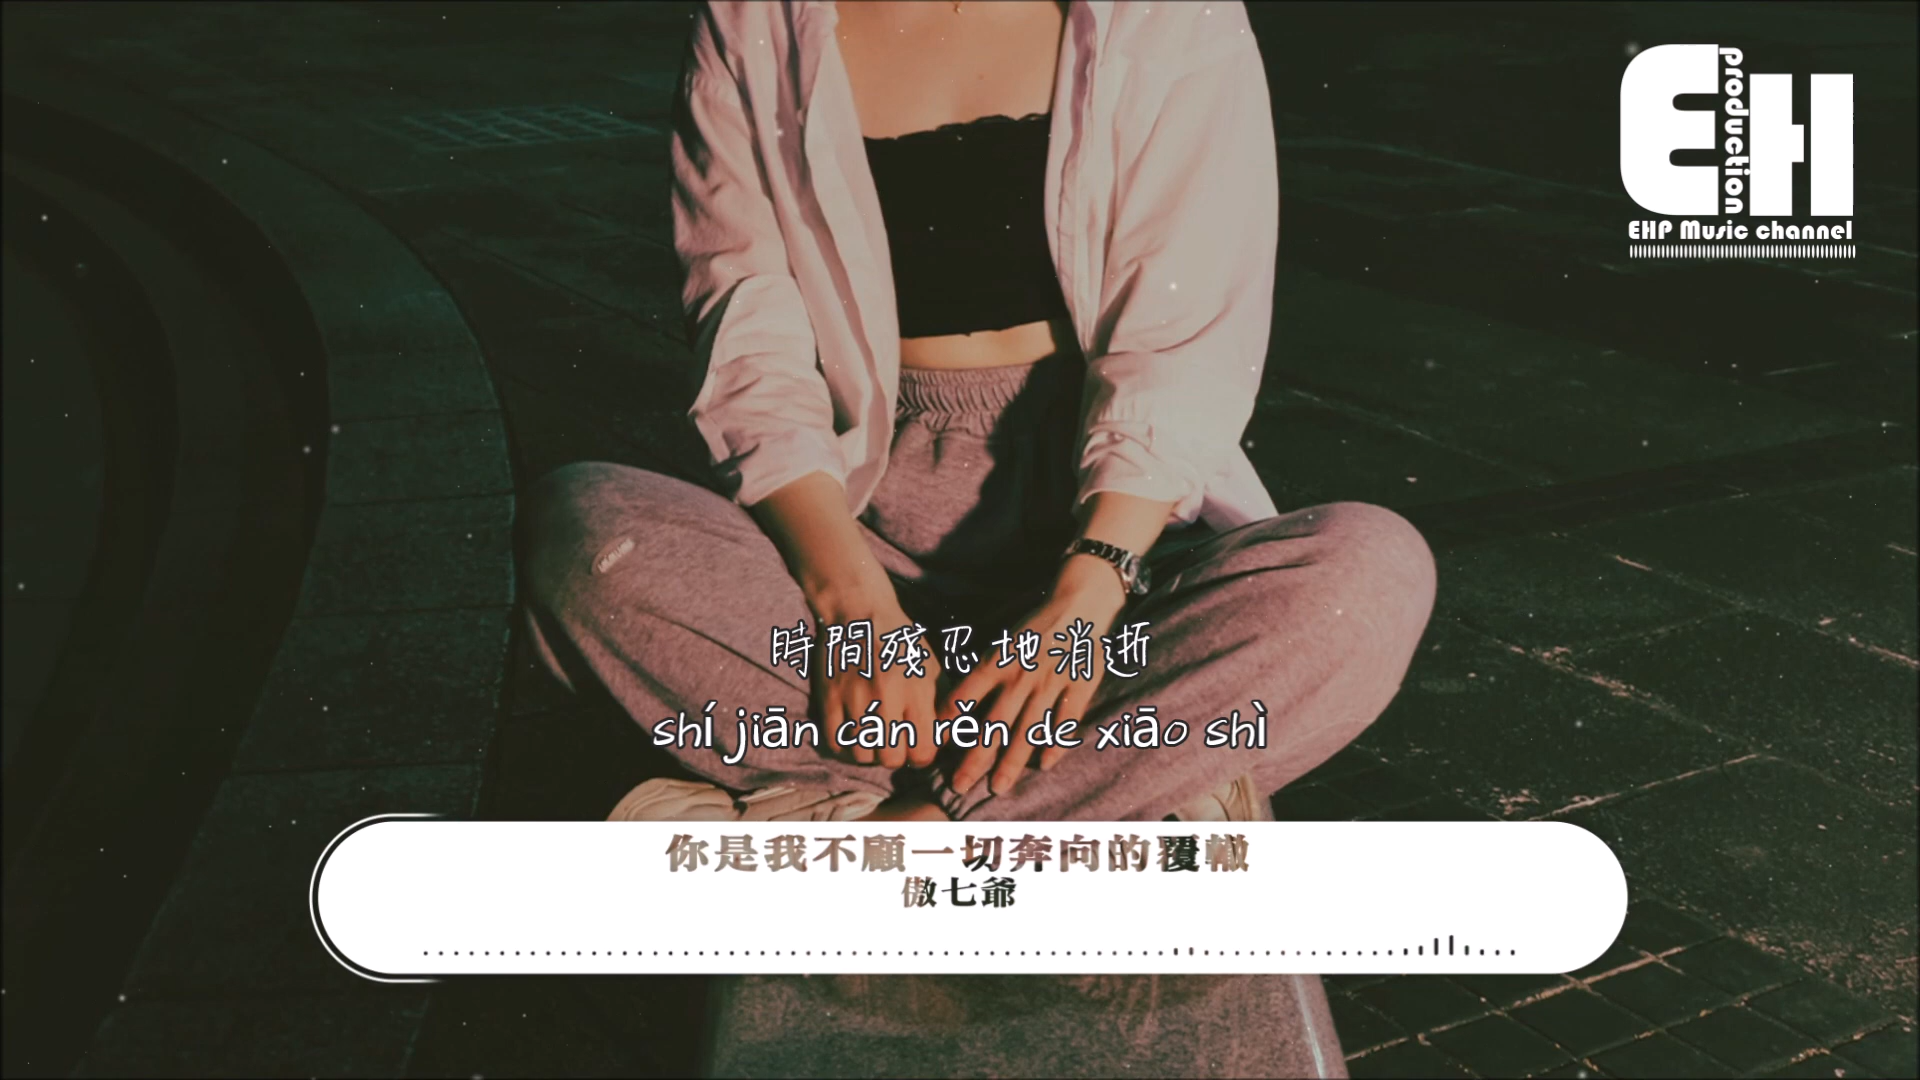 EH
production
EHP Music channel
時間殘忍地消逝
shí jiān cán rěn de xiāo shì
你是我不顧一切奔向的覆轍
傲七爺